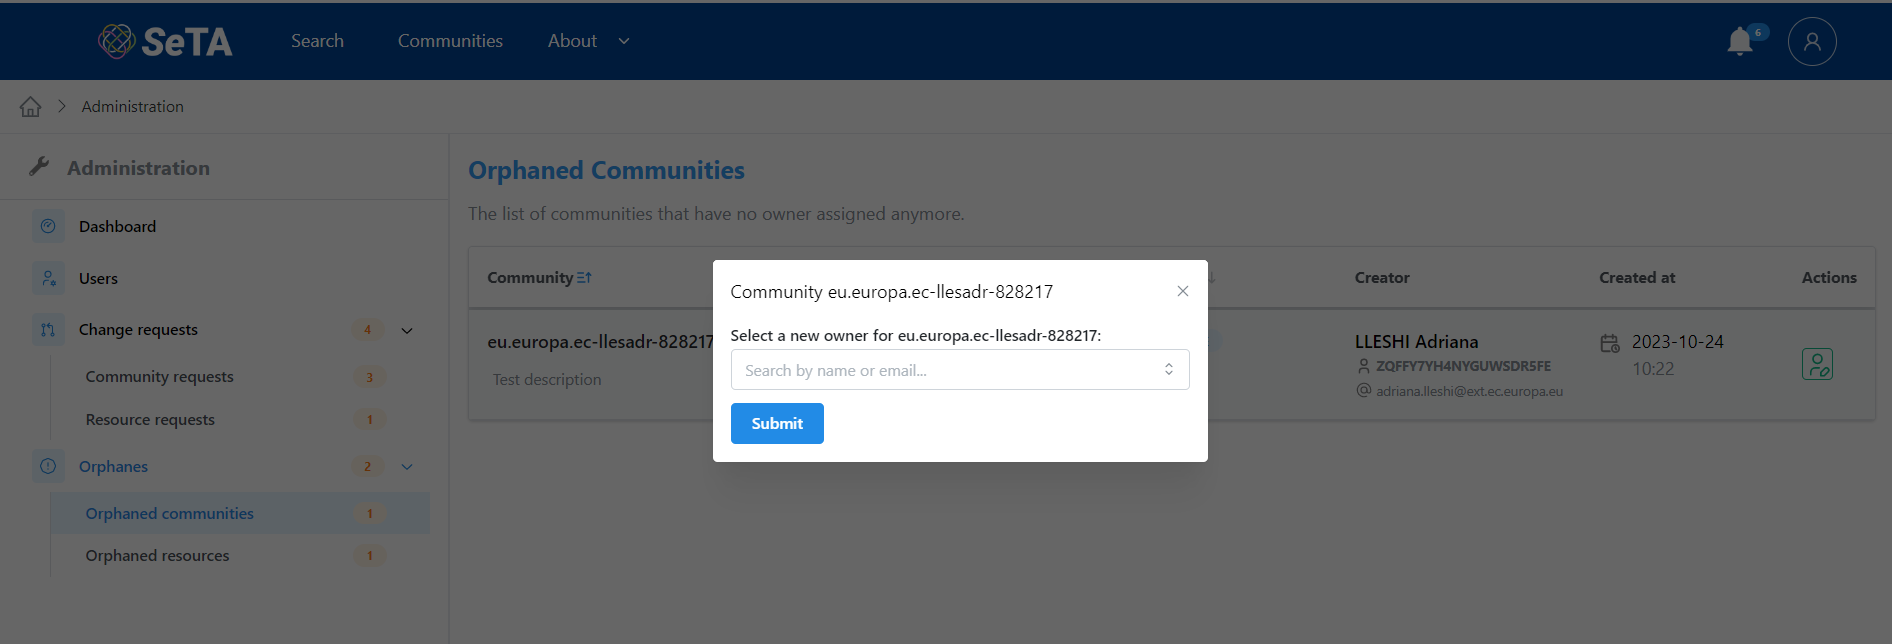 SeTA Search Communities About 6
Administration
Administration
Dashboard
Users
Change requests 4
Community requests 3
Resource requests 1
Orphanes 2
Orphaned communities 1
Orphaned resources 1
Orphaned Communities
The list of communities that have no owner assigned anymore.
Community Creator Created at Actions
eu.europa.ec-llesadr-828217 LLESHI Adriana 2023-10-24
ZQFFY7YH4NYGUWSDR5FE 10:22
Test description adriana.lleshi@ext.ec.europa.eu
Community eu.europa.ec-llesadr-828217
Select a new owner for eu.europa.ec-llesadr-828217:
Search by name or email...
Submit